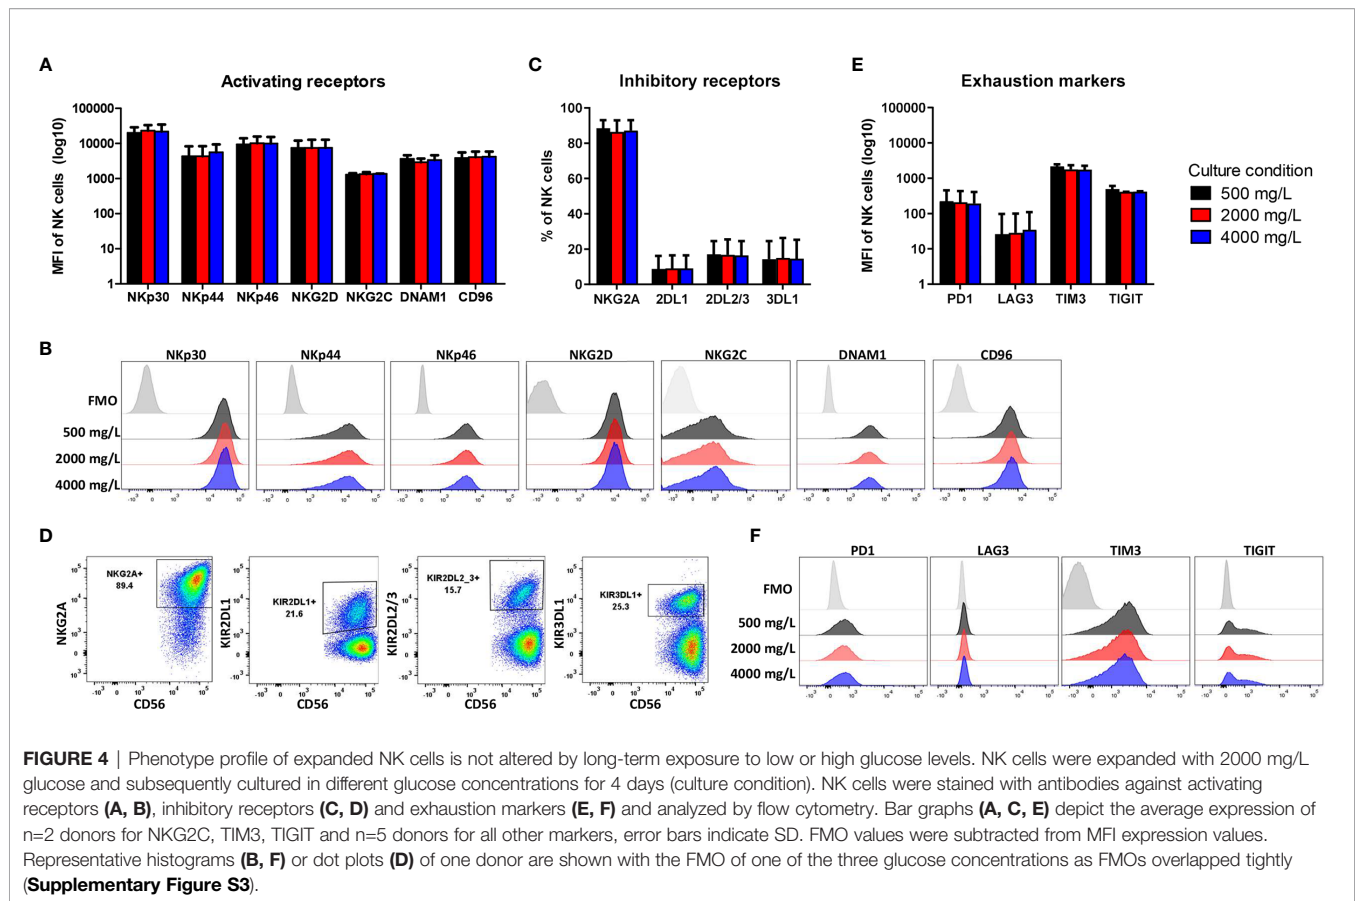 A
Activating receptors
MFI of NK cells (log10)
100000
10000
1000
100
10
1
NKp30 NKp44 NKp46 NKG2D NKG2C DNAM1 CD96
C
Inhibitory receptors
% of NK cells
100
80
60
40
20
0
NKG2A 2DL1 2DL2/3 3DL1
E
Exhaustion markers
MFI of NK cells (log10)
100000
10000
1000
100
10
1
PD1 LAG3 TIM3 TIGIT
Culture condition
500 mg/L
2000 mg/L
4000 mg/L
B
NKp30 NKp44 NKp46 NKG2D NKG2C DNAM1 CD96
FMO
500 mg/L
2000 mg/L
4000 mg/L
D
NKG2A+
89.4
NKG2A
CD56
KIR2DL1+
21.6
KIR2DL1
CD56
KIR2DL2_3+
15.7
KIR2DL2/3
CD56
KIR3DL1+
25.3
KIR3DL1
CD56
F
PD1 LAG3 TIM3 TIGIT
FMO
500 mg/L
2000 mg/L
4000 mg/L
FIGURE 4 | Phenotype profile of expanded NK cells is not altered by long-term exposure to low or high glucose levels. NK cells were expanded with 2000 mg/L
glucose and subsequently cultured in different glucose concentrations for 4 days (culture condition). NK cells were stained with antibodies against activating
receptors (A, B), inhibitory receptors (C, D) and exhaustion markers (E, F) and analyzed by flow cytometry. Bar graphs (A, C, E) depict the average expression of
n=2 donors for NKG2C, TIM3, TIGIT and n=5 donors for all other markers, error bars indicate SD. FMO values were subtracted from MFI expression values.
Representative histograms (B, F) or dot plots (D) of one donor are shown with the FMO of one of the three glucose concentrations as FMOs overlapped tightly
(Supplementary Figure S3).